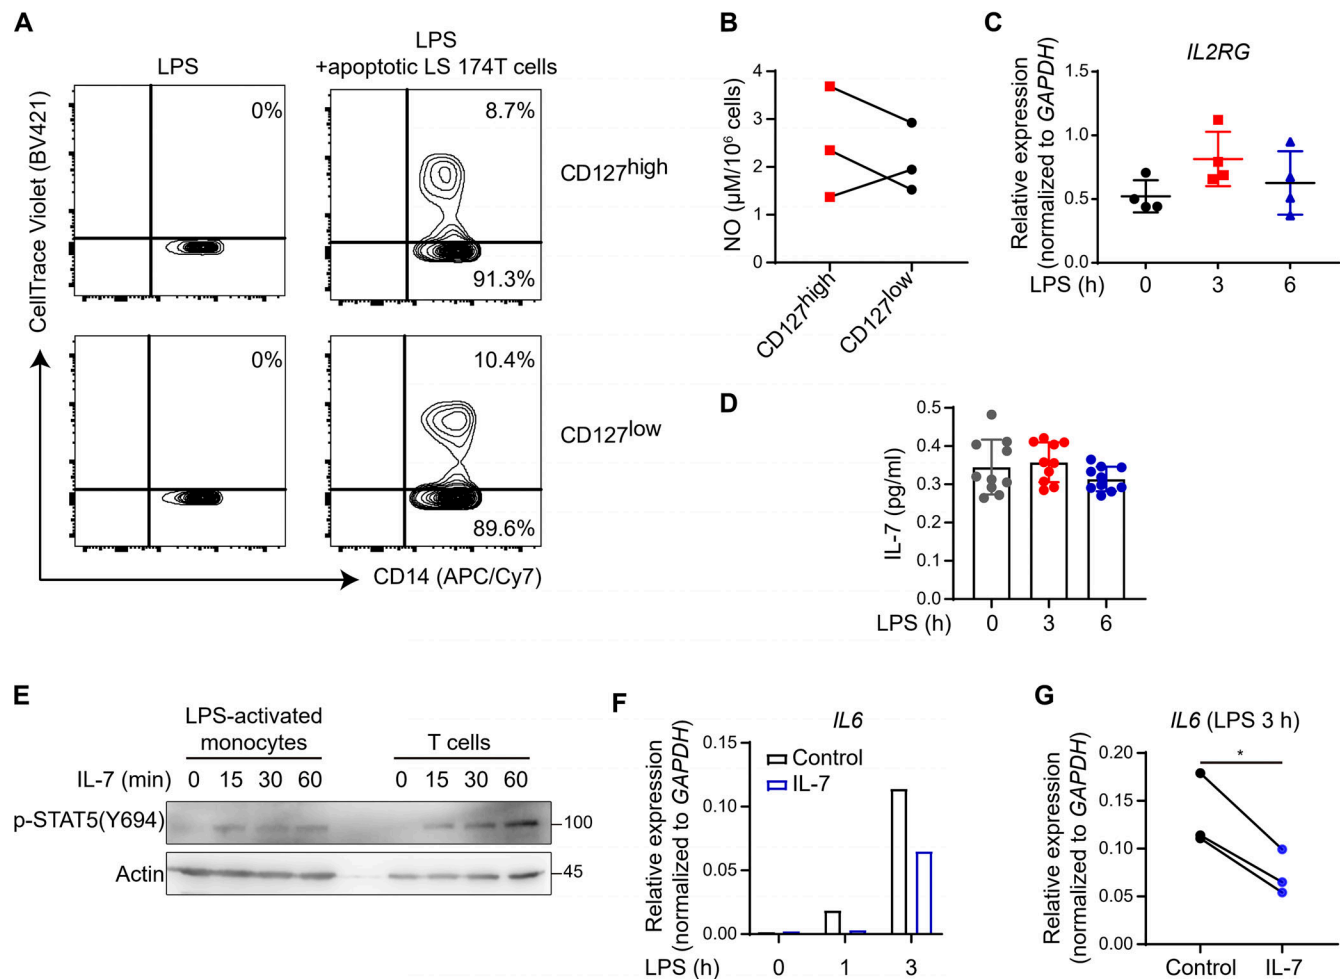 A
LPS
LPS
+apoptotic LS 174T cells
CellTrace Violet (BV421)
0%
8.7%
91.3%
CD127high
0%
10.4%
89.6%
CD127low
CD14 (APC/Cy7)
B
NO (µM/10⁶ cells)
4
3
2
1
0
CD127high
CD127low
C
IL2RG
Relative expression
(normalized to GAPDH)
1.5
1.0
0.5
0.0
LPS (h) 0 3 6
D
IL-7 (pg/ml)
0.5
0.4
0.3
0.1
0.0
LPS (h) 0 3 6
E
LPS-activated
monocytes
T cells
IL-7 (min) 0 15 30 60 0 15 30 60
p-STAT5(Y694)
100
Actin
45
F
IL6
Relative expression
(normalized to GAPDH)
0.15
0.10
0.05
0.00
Control
IL-7
LPS (h) 0 1 3
G
IL6 (LPS 3 h)
Relative expression
(normalized to GAPDH)
0.20
0.15
0.10
0.05
0.00
*
Control IL-7